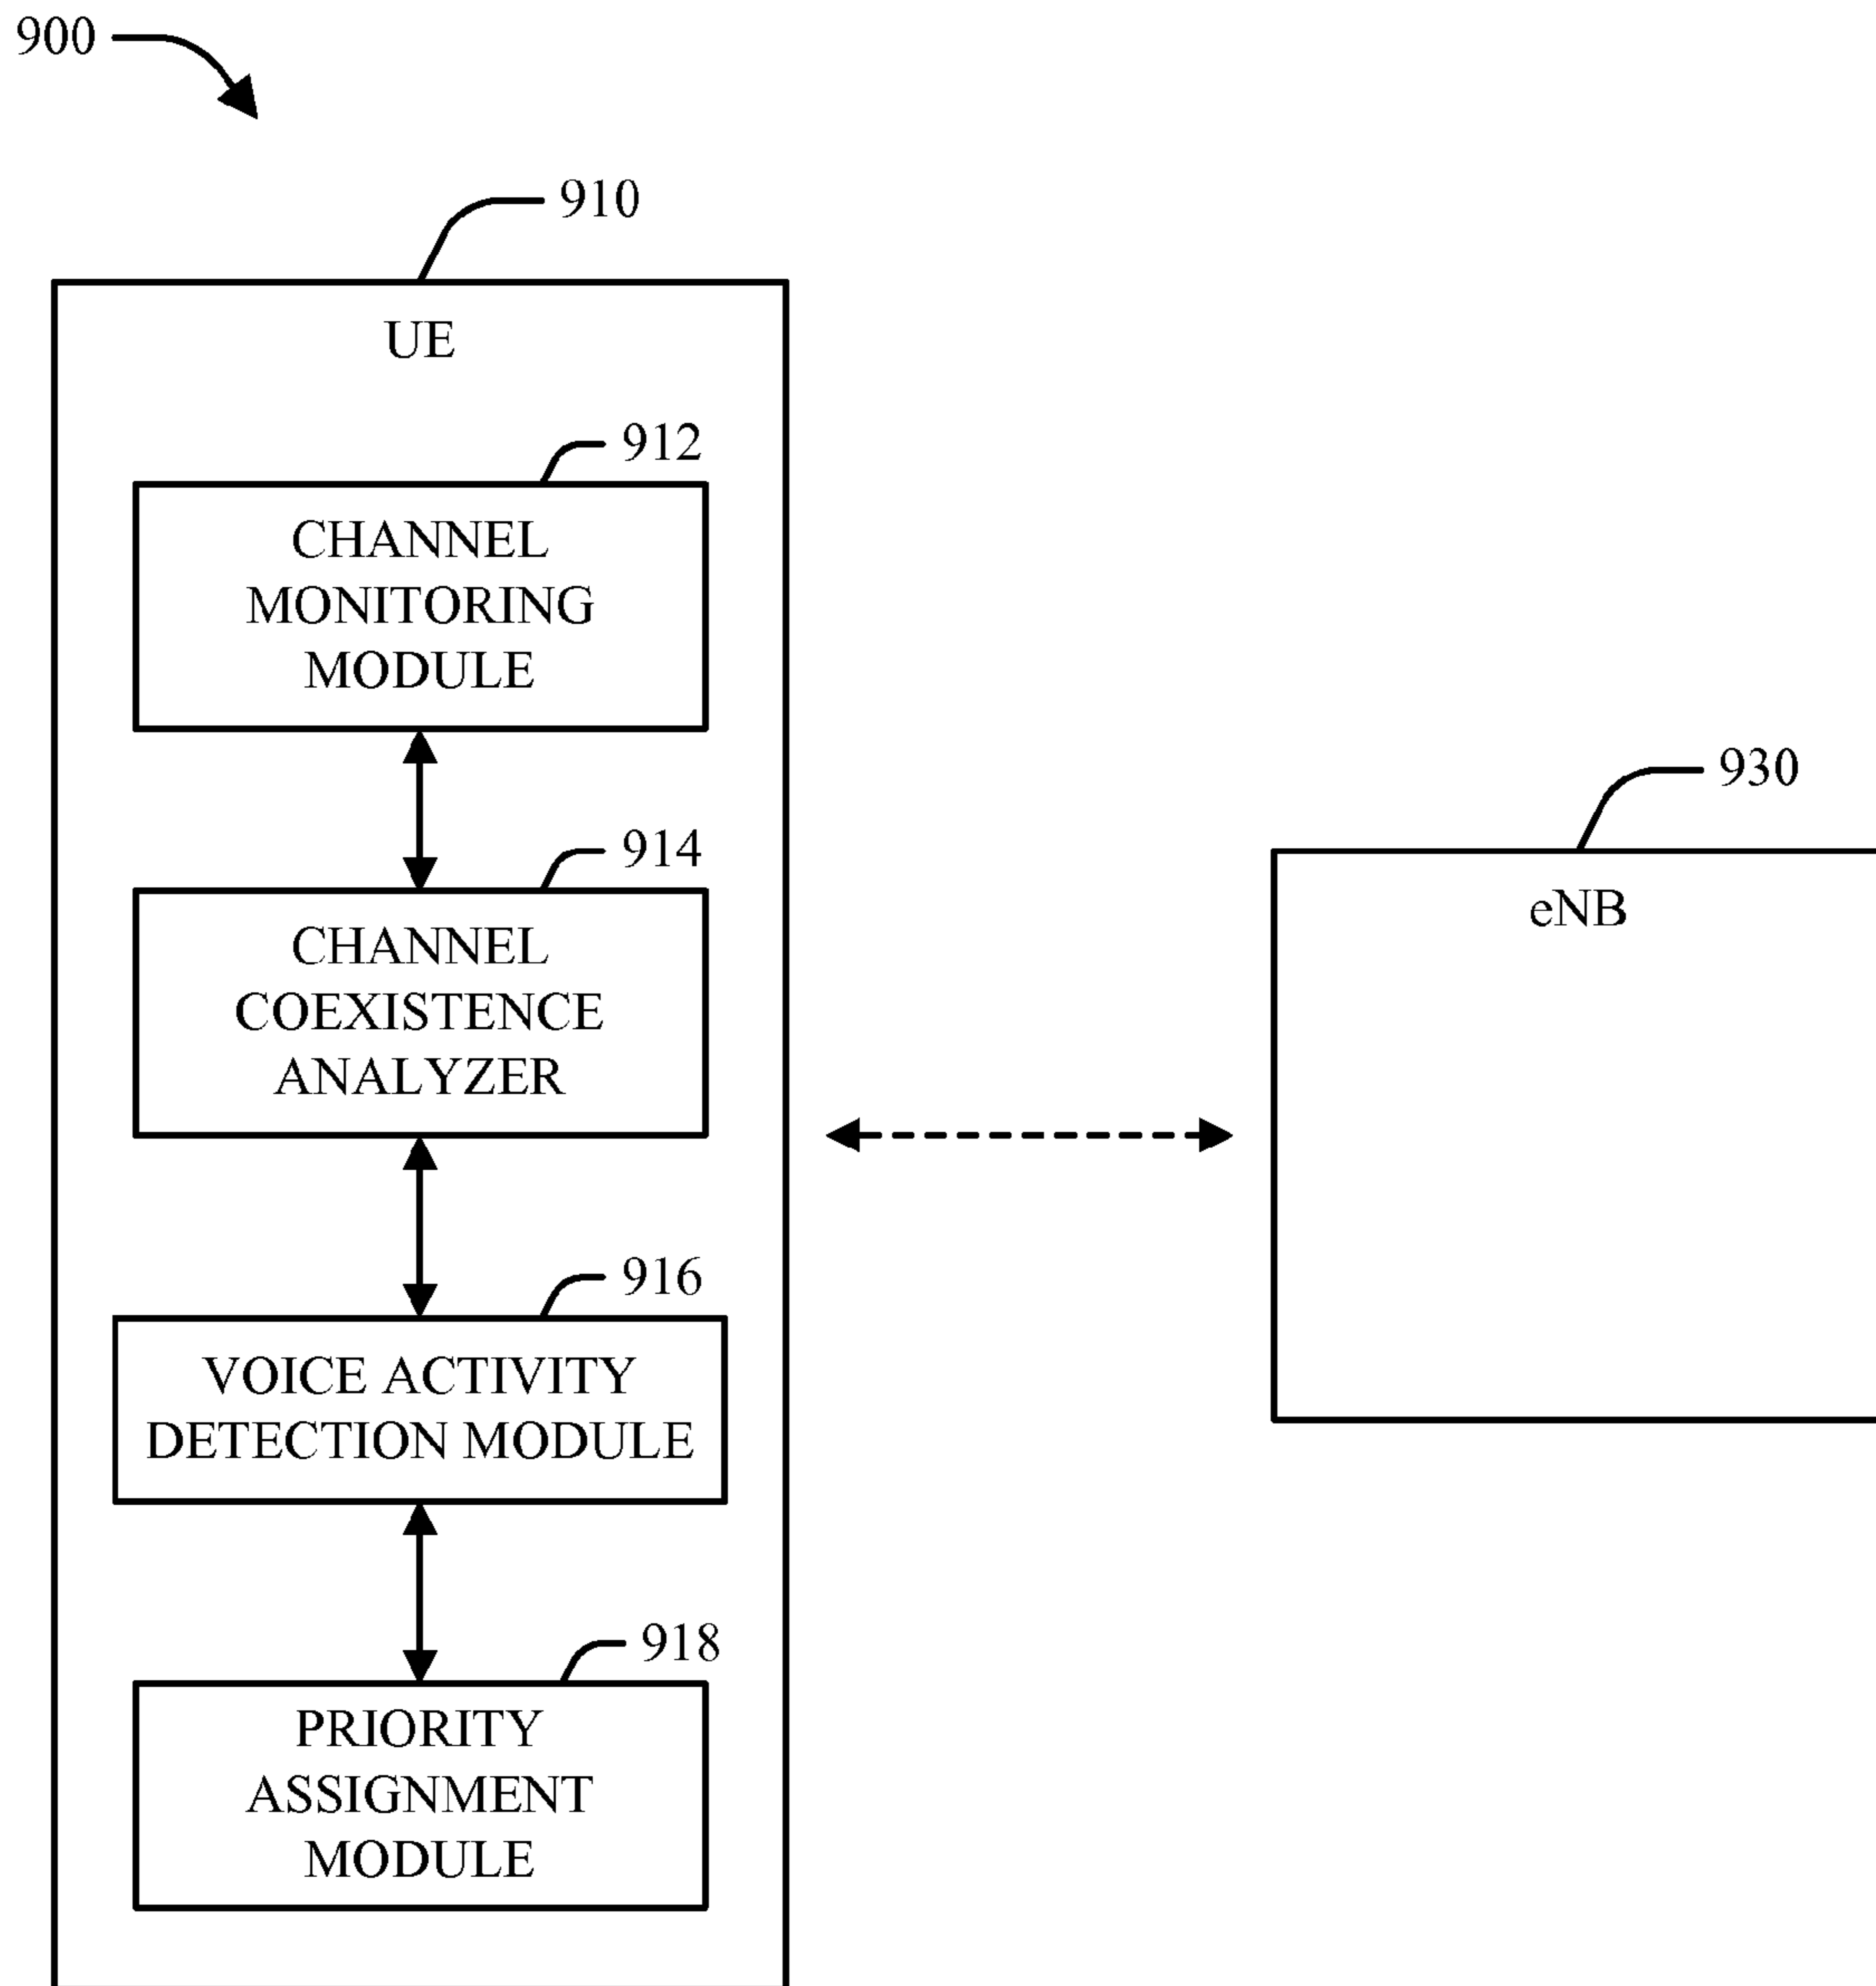 900
910
UE
912
CHANNEL
MONITORING
MODULE
914
CHANNEL
COEXISTENCE
ANALYZER
916
VOICE ACTIVITY
DETECTION MODULE
918
PRIORITY
ASSIGNMENT
MODULE
930
eNB